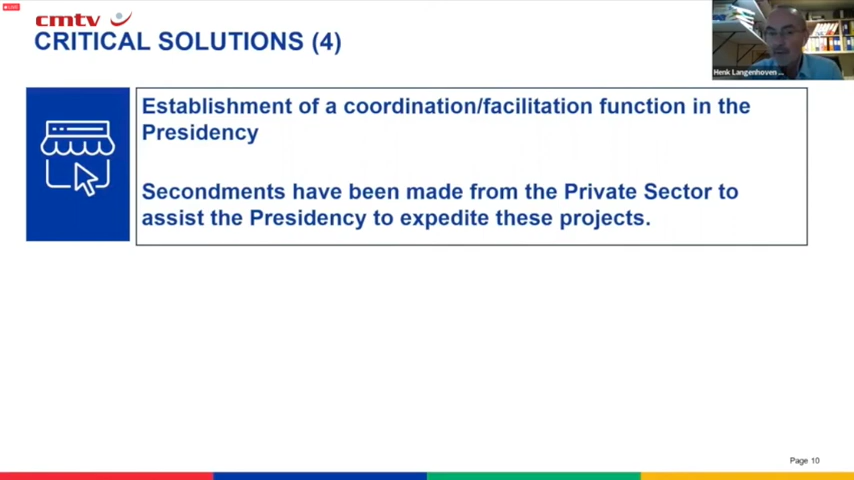 LIVE
cmtv
CRITICAL SOLUTIONS (4)
Henk Langenhoven ...
Establishment of a coordination/facilitation function in the
Presidency
Secondments have been made from the Private Sector to
assist the Presidency to expedite these projects.
Page 10